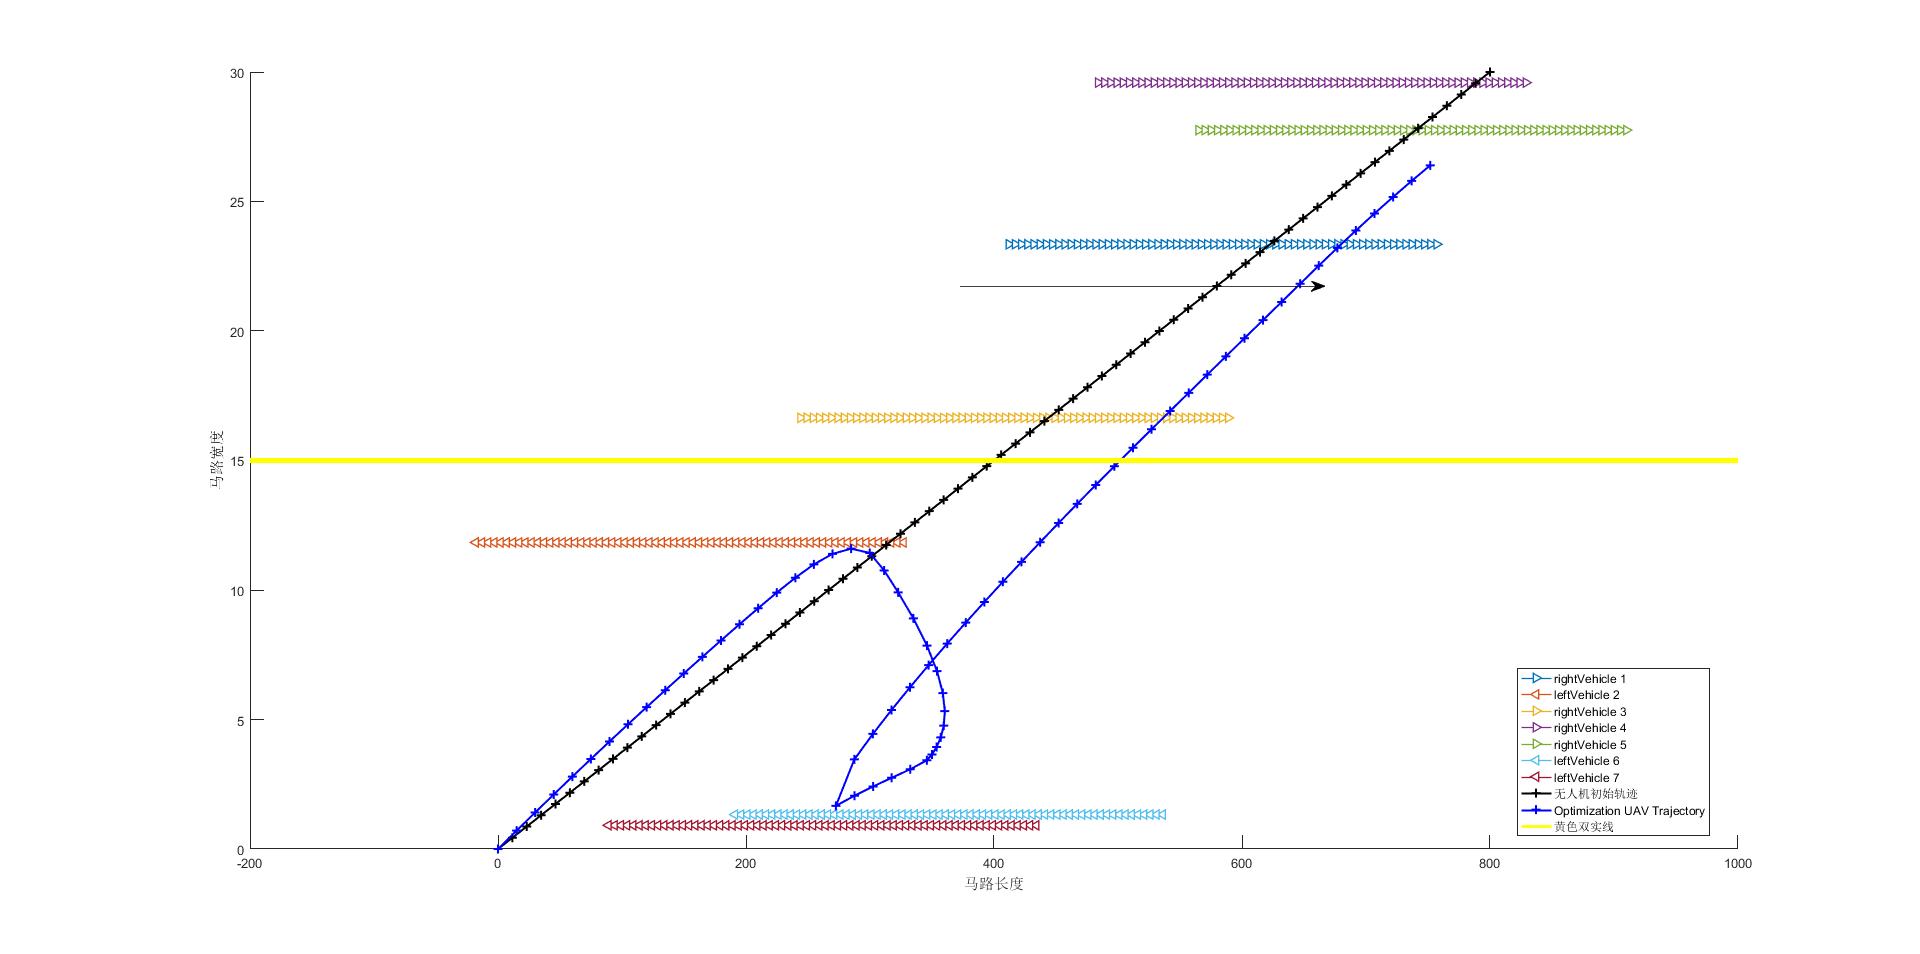 30
25
20
15
10
5
0
马路宽度
-200
0
200
400
600
800
1000
马路长度
rightVehicle 1
leftVehicle 2
rightVehicle 3
rightVehicle 4
rightVehicle 5
leftVehicle 6
leftVehicle 7
无人机初始轨迹
Optimization UAV Trajectory
黄色双实线